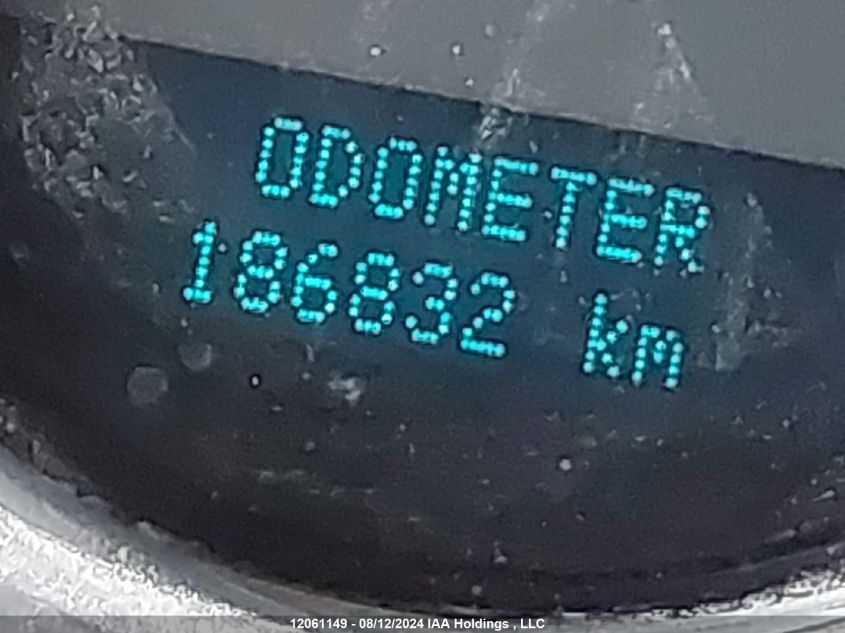 ODOMETER
186832 km
12061149 - 08/12/2024 IAA Holdings , LLC